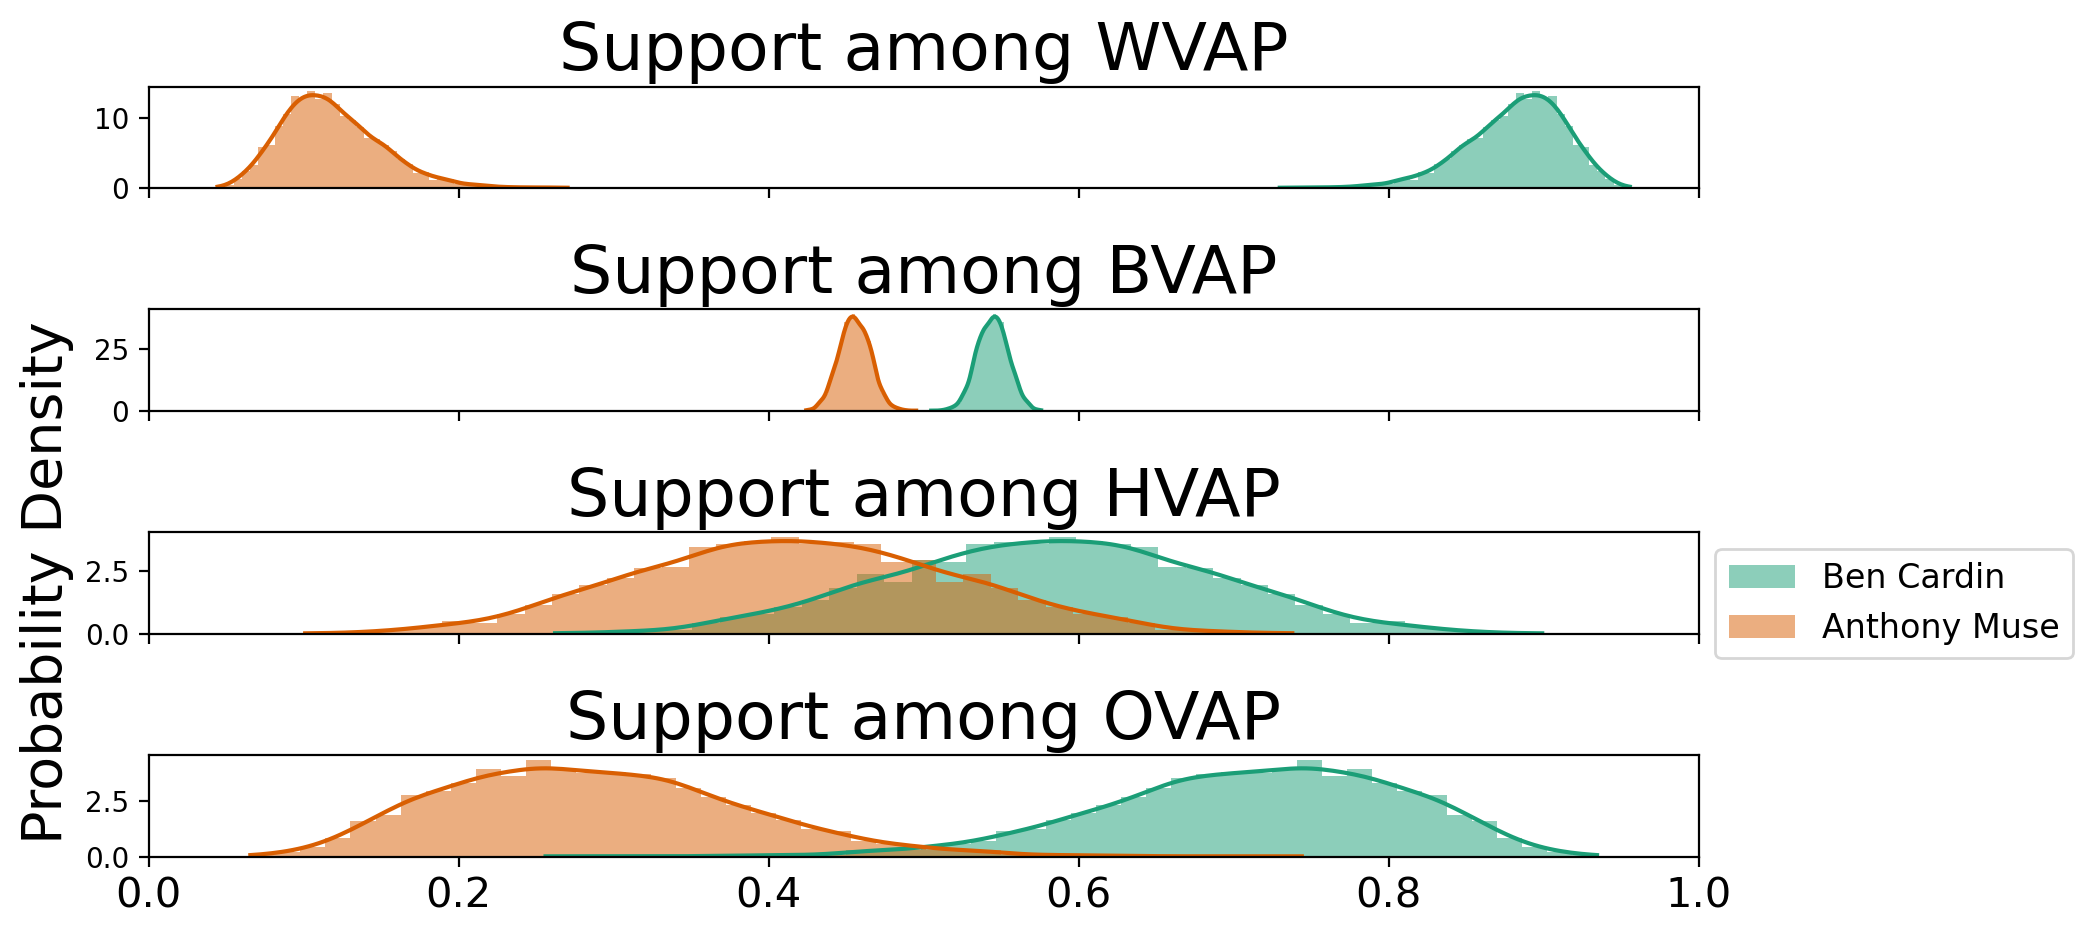 Support among WVAP
10
0
Support among BVAP
25
0
Support among HVAP
2.5
0.0
Support among OVAP
2.5
0.0
0.0 0.2 0.4 0.6 0.8 1.0
Probability Density
Ben Cardin
Anthony Muse